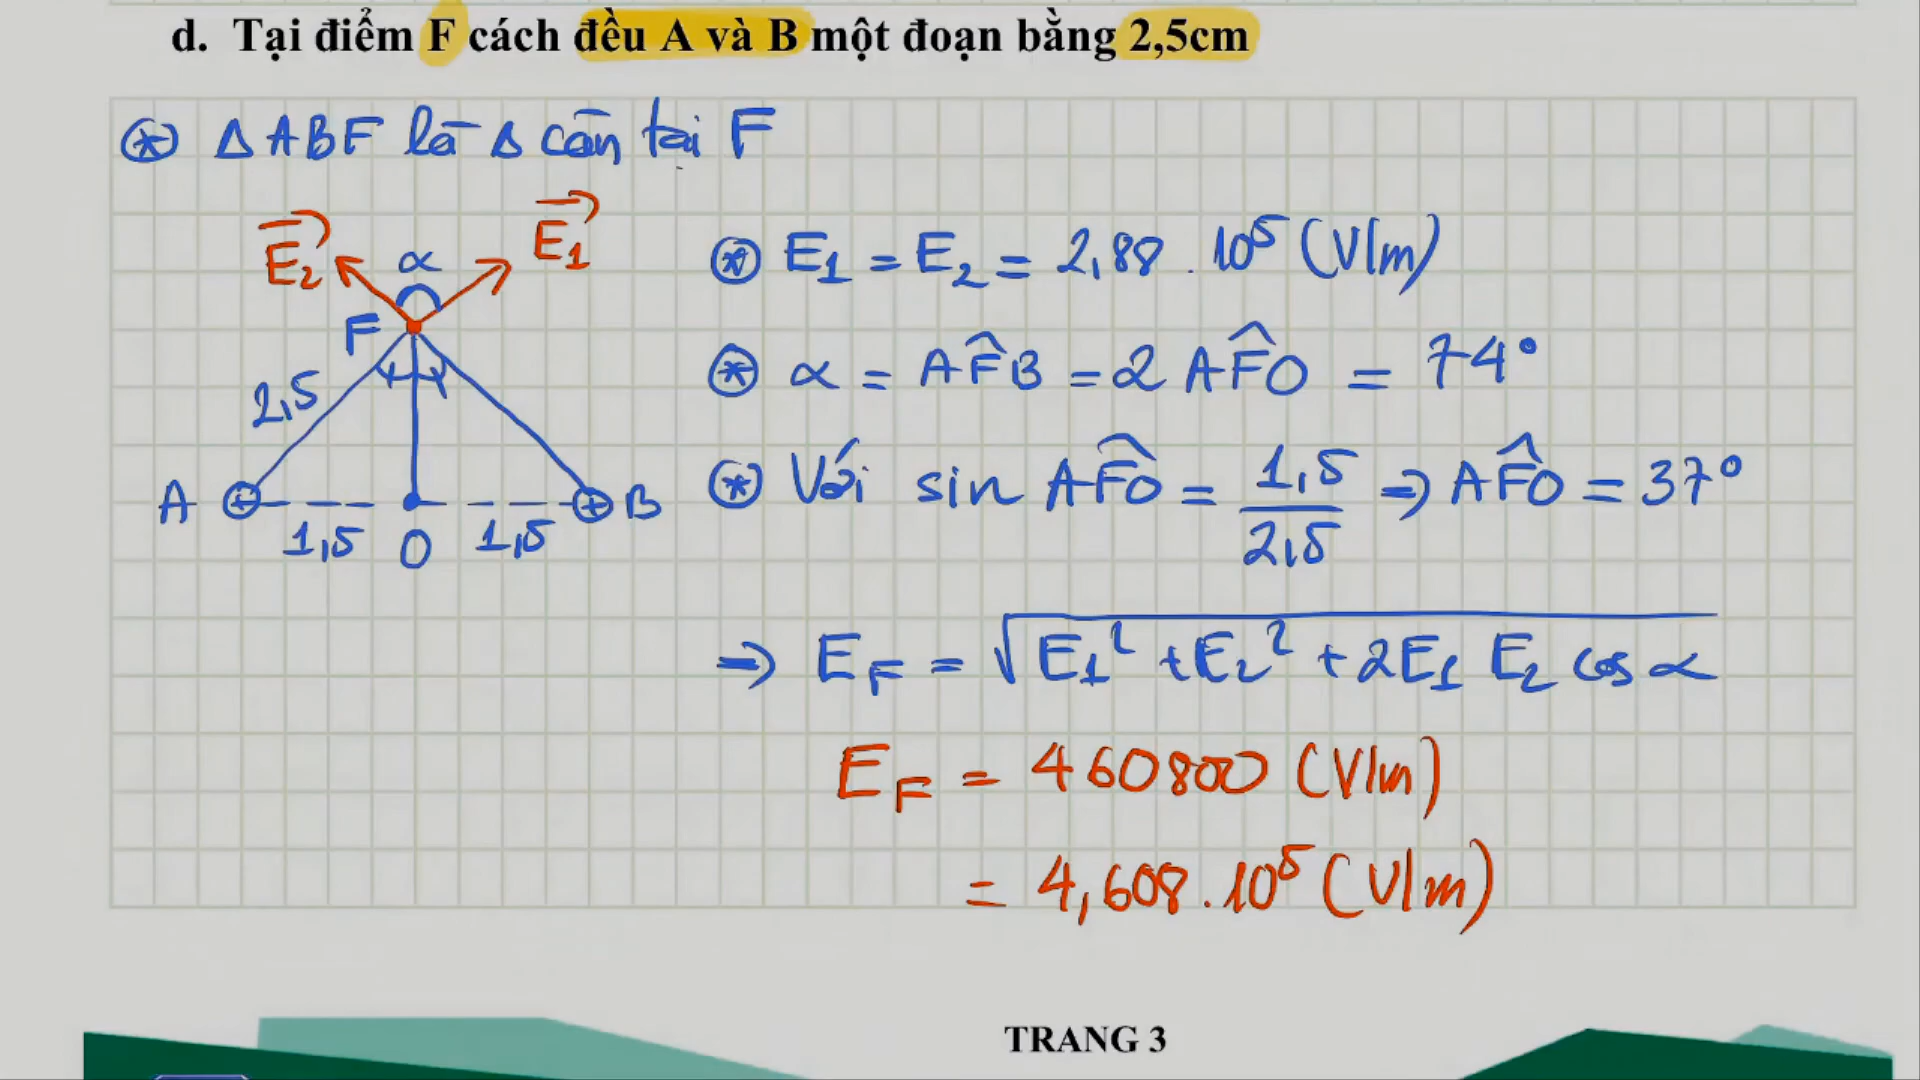 d. Tại điểm F cách đều A và B một đoạn bằng 2,5cm
⊛ Δ ABF là Δ cân tại F
E₂ α E₁
F
2,5
A + 1,5 O 1,5 + B
⊛ E₁ = E₂ = 2,88 . 10⁵ (V/m)
⊛ α = AF̂B = 2 AF̂O = 74°
⊛ Với sin AF̂O = 1,5/2,5 ⇒ AF̂O = 37°
⇒ E_F = √(E₁² + E₂² + 2E₁ E₂ cos α)
E_F = 460800 (V/m)
= 4,608 . 10⁵ (V/m)
TRANG 3